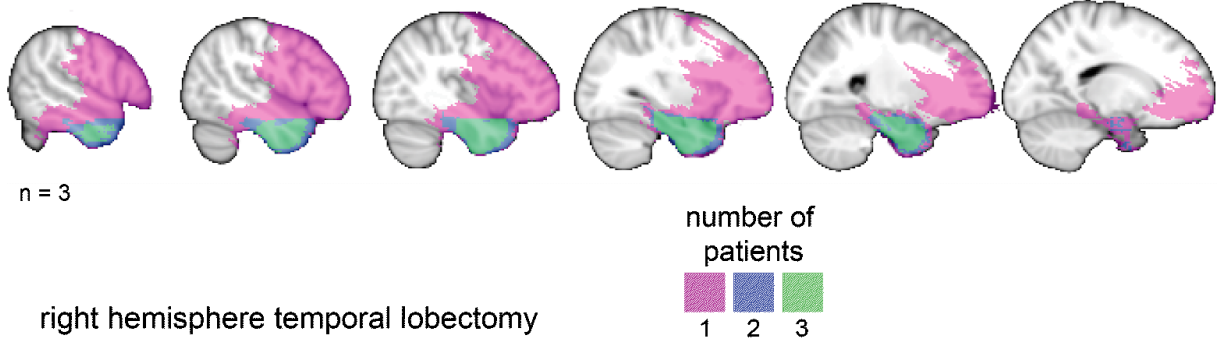 n = 3
number of
patients
1 2 3
right hemisphere temporal lobectomy